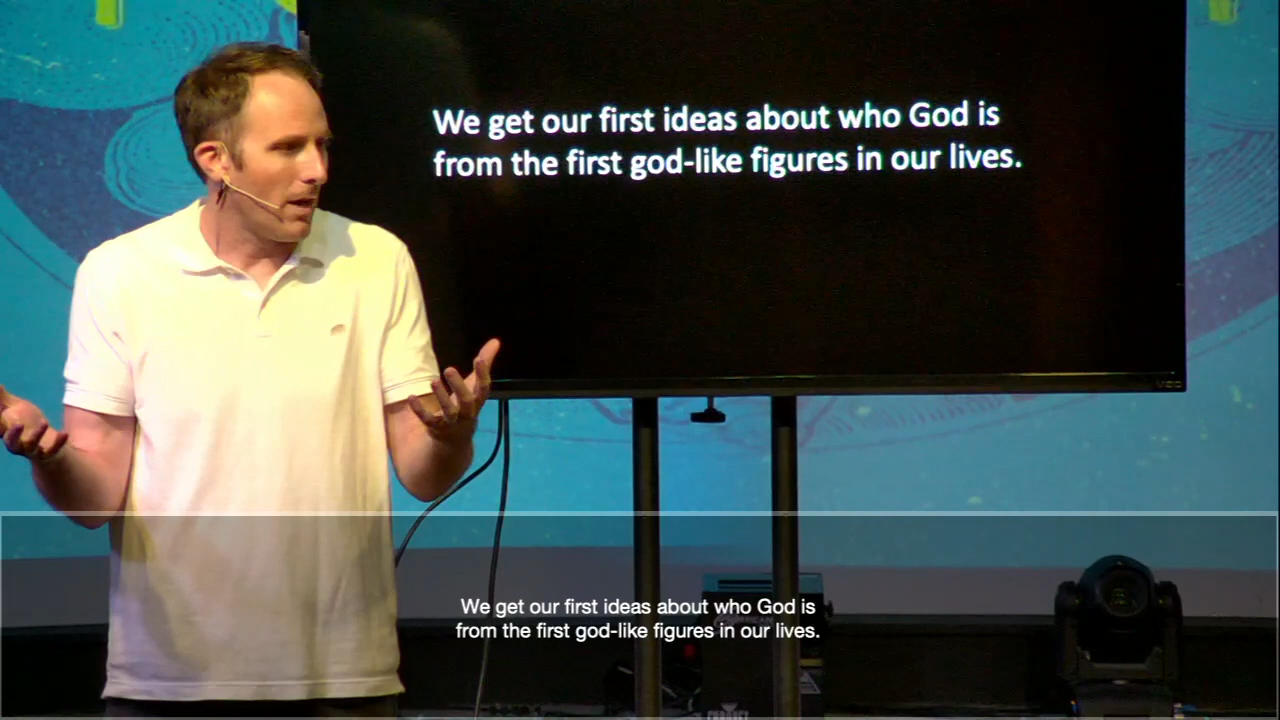 We get our first ideas about who God is
from the first god-like figures in our lives.
We get our first ideas about who God is
from the first god-like figures in our lives.